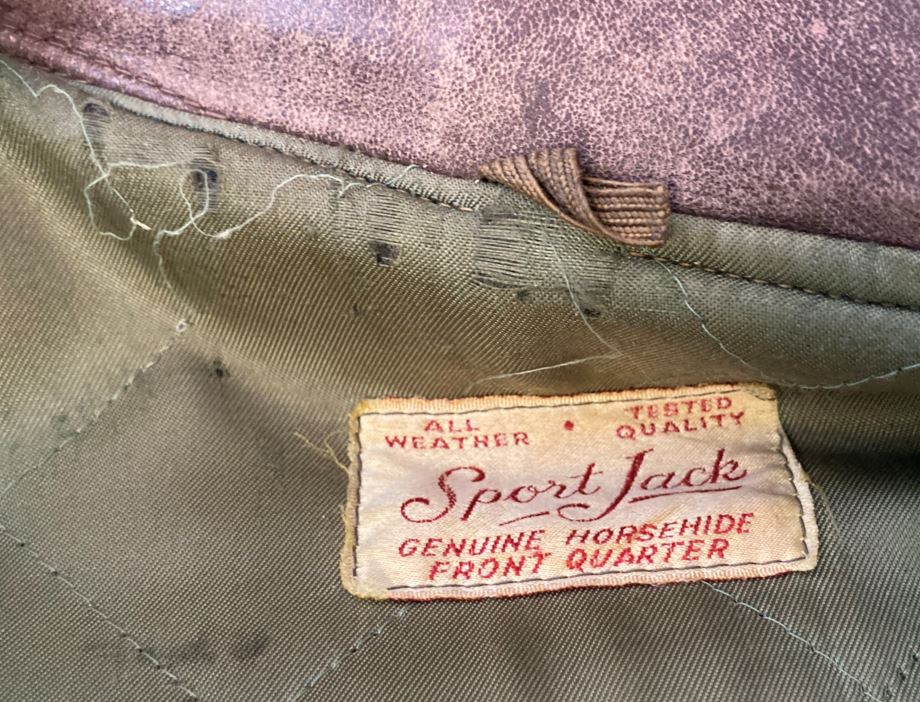 ALL WEATHER • TESTED QUALITY
Sport Jack
GENUINE HORSEHIDE
FRONT QUARTER